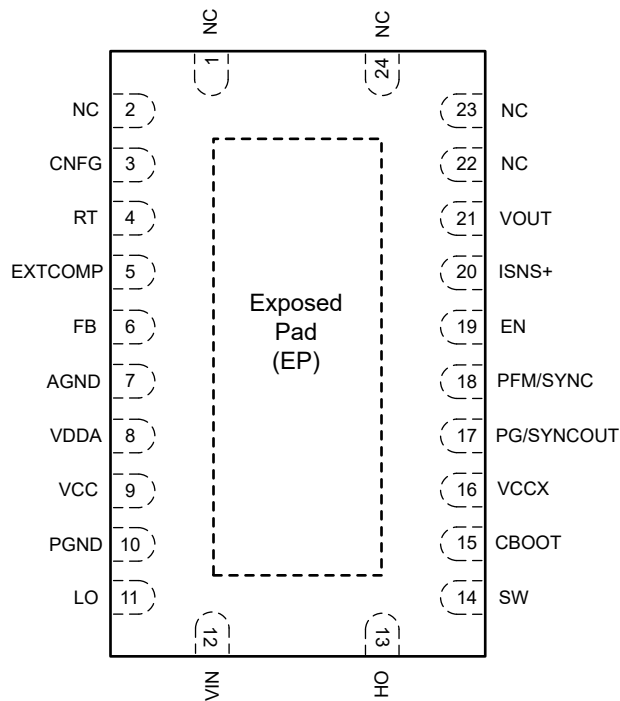 NC
NC
1
24
NC 2
23 NC
CNFG 3
22 NC
RT 4
21 VOUT
EXTCOMP 5
20 ISNS+
FB 6
19 EN
AGND 7
18 PFM/SYNC
VDDA 8
17 PG/SYNCOUT
VCC 9
16 VCCX
PGND 10
15 CBOOT
LO 11
14 SW
Exposed
Pad
(EP)
12
13
VIN
HO